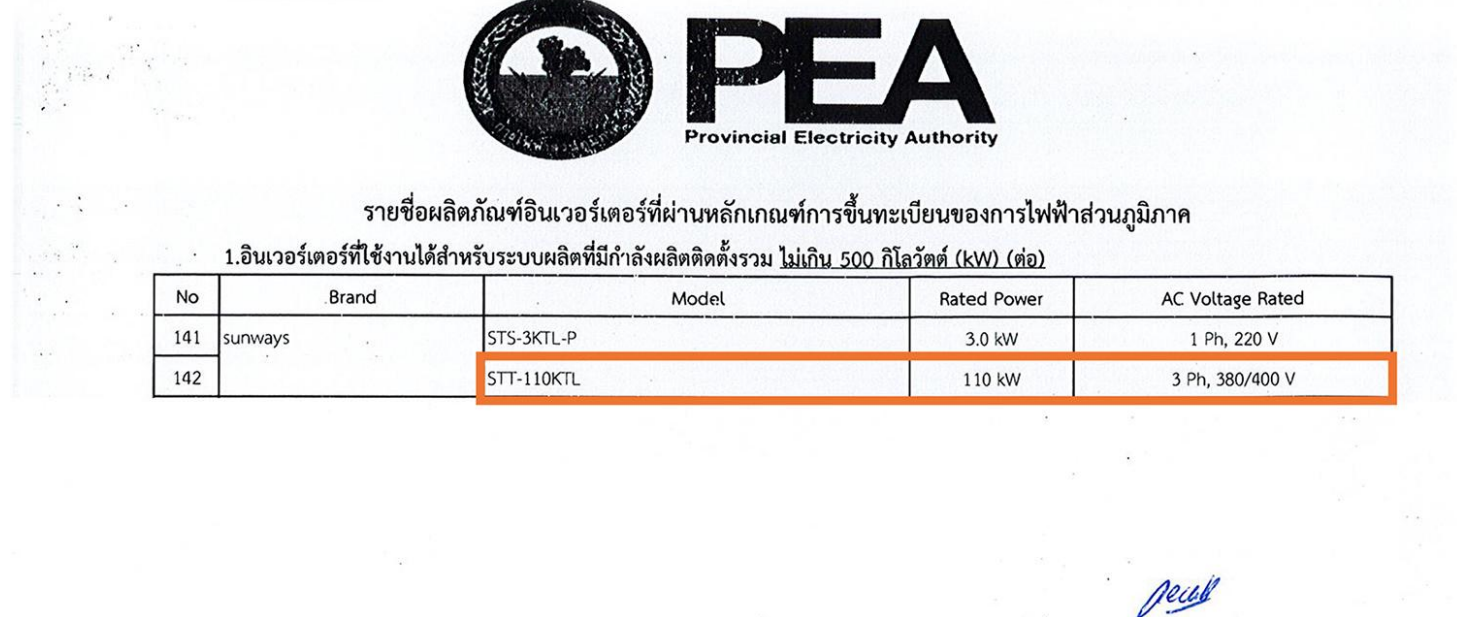 PEA
Provincial Electricity Authority
รายชื่อผลิตภัณฑ์อินเวอร์เตอร์ที่ผ่านหลักเกณฑ์การขึ้นทะเบียนของการไฟฟ้าส่วนภูมิภาค
1.อินเวอร์เตอร์ที่ใช้งานได้สำหรับระบบผลิตที่มีกำลังผลิตติดตั้งรวม ไม่เกิน 500 กิโลวัตต์ (kW) (ต่อ)
No Brand Model Rated Power AC Voltage Rated
141 sunways STS-3KTL-P 3.0 kW 1 Ph, 220 V
142 STT-110KTL 110 kW 3 Ph, 380/400 V